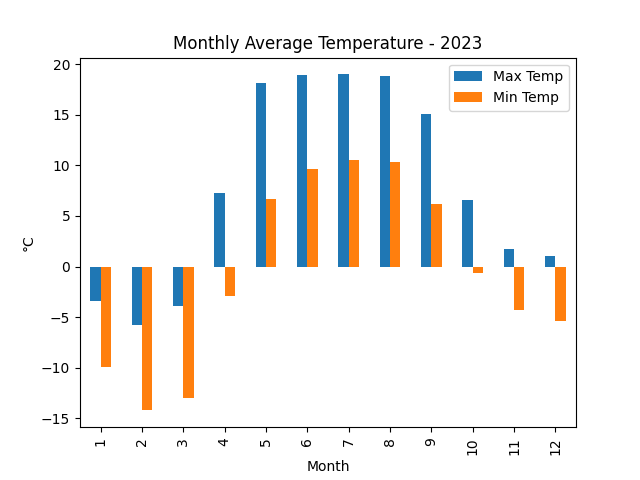 Monthly Average Temperature - 2023
Max Temp
Min Temp
20
15
10
5
0
−5
−10
−15
°C
1 2 3 4 5 6 7 8 9 10 11 12
Month